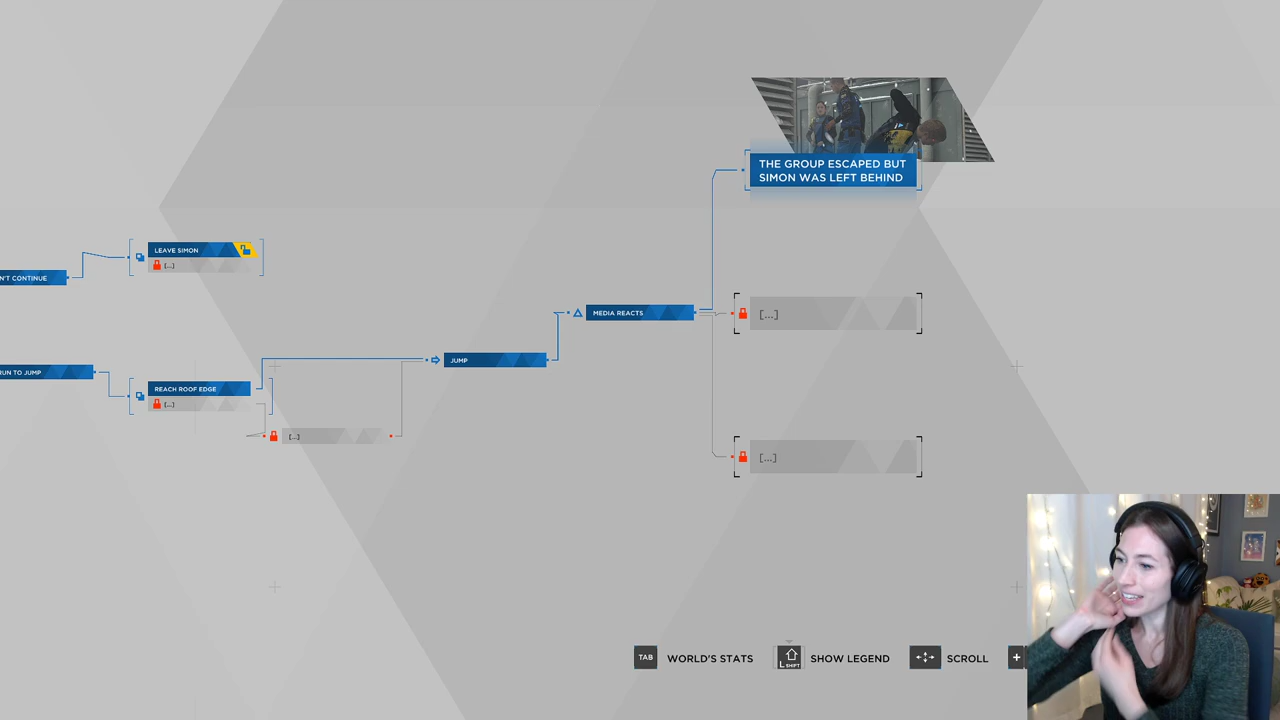 THE GROUP ESCAPED BUT
SIMON WAS LEFT BEHIND
LEAVE SIMON
[...]
N'T CONTINUE
[...]
MEDIA REACTS
JUMP
RUN TO JUMP
REACH ROOF EDGE
[...]
[...]
[...]
TAB
WORLD'S STATS
L SHIFT
SHOW LEGEND
SCROLL
+